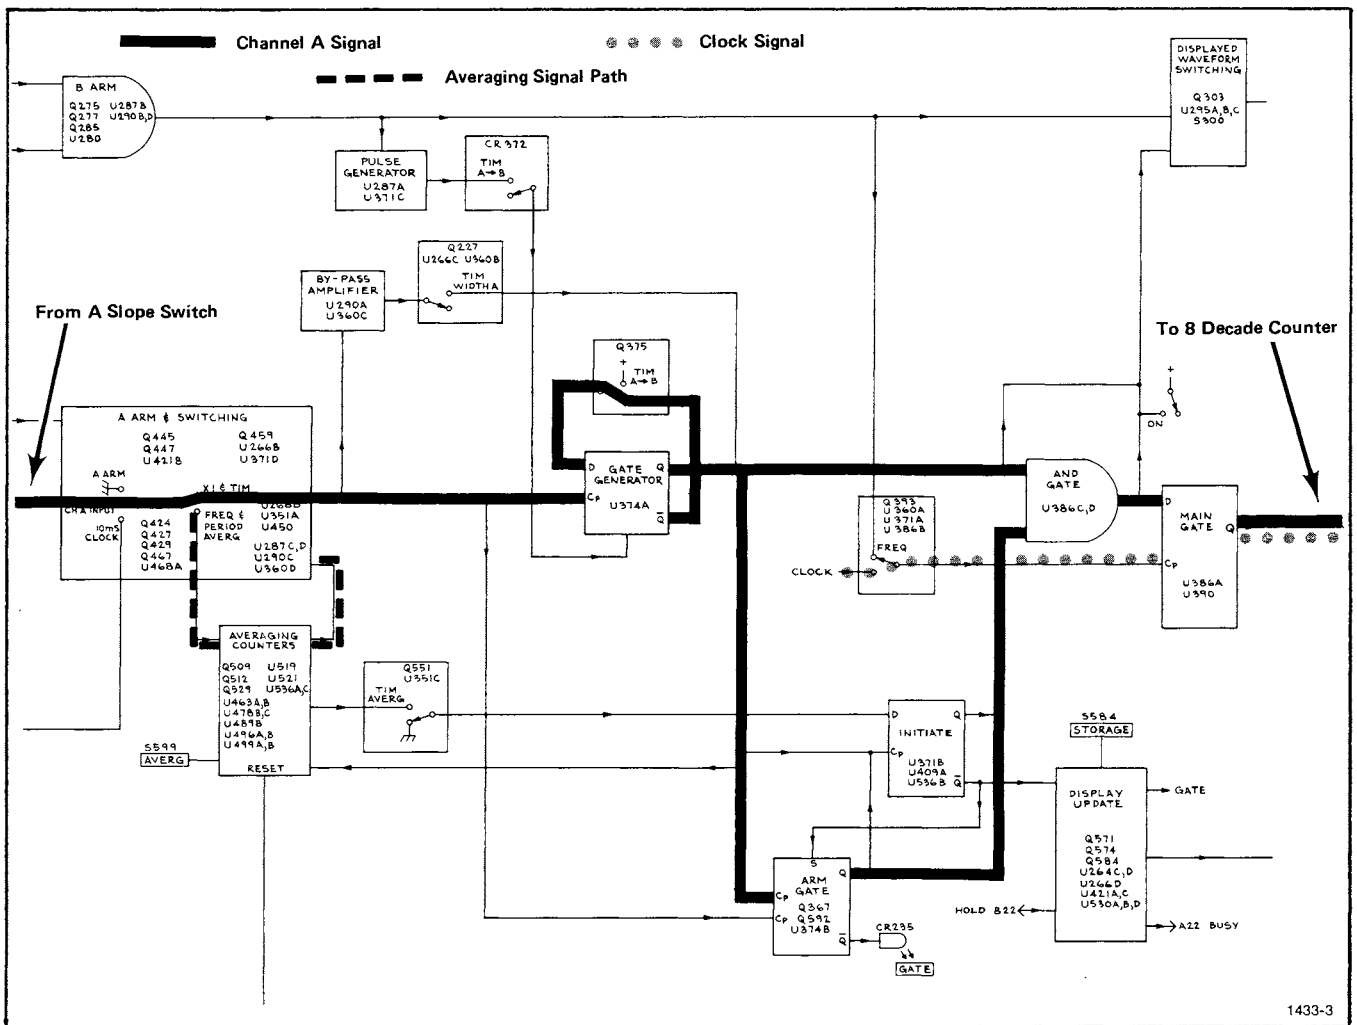 Channel A Signal
Clock Signal
Averaging Signal Path
DISPLAYED
WAVEFORM
SWITCHING
Q303
U295A,B,C
S300
B ARM
Q275 U287B
Q277 U290B,D
Q285
U280
PULSE
GENERATOR
U287A
U371C
CR372
TIM
A→B
Q227
U266C U360B
TIM
WIDTH A
BY-PASS
AMPLIFIER
U290A
U360C
From A Slope Switch
To 8 Decade Counter
Q375
+
TIM
A→B
+
ON
A ARM & SWITCHING
Q445 Q459
Q447 U266B
U421B U371D
A ARM
X1 & TIM
CH A INPUT
10mS
CLOCK
FREQ &
PERIOD
AVERG
Q424
Q427
Q429
Q467
U468A
U268B
U351A
U450
U287C,D
U290C
U360D
D GATE Q
GENERATOR
Cp
U374A
Q̅
AND
GATE
U386C,D
D
MAIN
GATE
Q
Cp
U386A
U390
Q393
U360A
U371A
U386B
FREQ
CLOCK
AVERAGING
COUNTERS
Q509 U519
Q512 U521
Q529 U536A,C
U463A,B
U478B,C
U489B
U496A,B
U499A,B
RESET
S599
AVERG
Q551
U351C
TIM
AVERG
D Q
INITIATE
Cp
U371B
U409A
U536B
Q̅
S584
STORAGE
DISPLAY
UPDATE
Q571
Q574
Q584
U264C,D
U266D
U421A,C
U530A,B,D
GATE
HOLD B22
A22 BUSY
S
ARM
GATE
Q
Cp
Q367
Cp
Q592
U374B
Q̅
CR235
GATE
1433-3